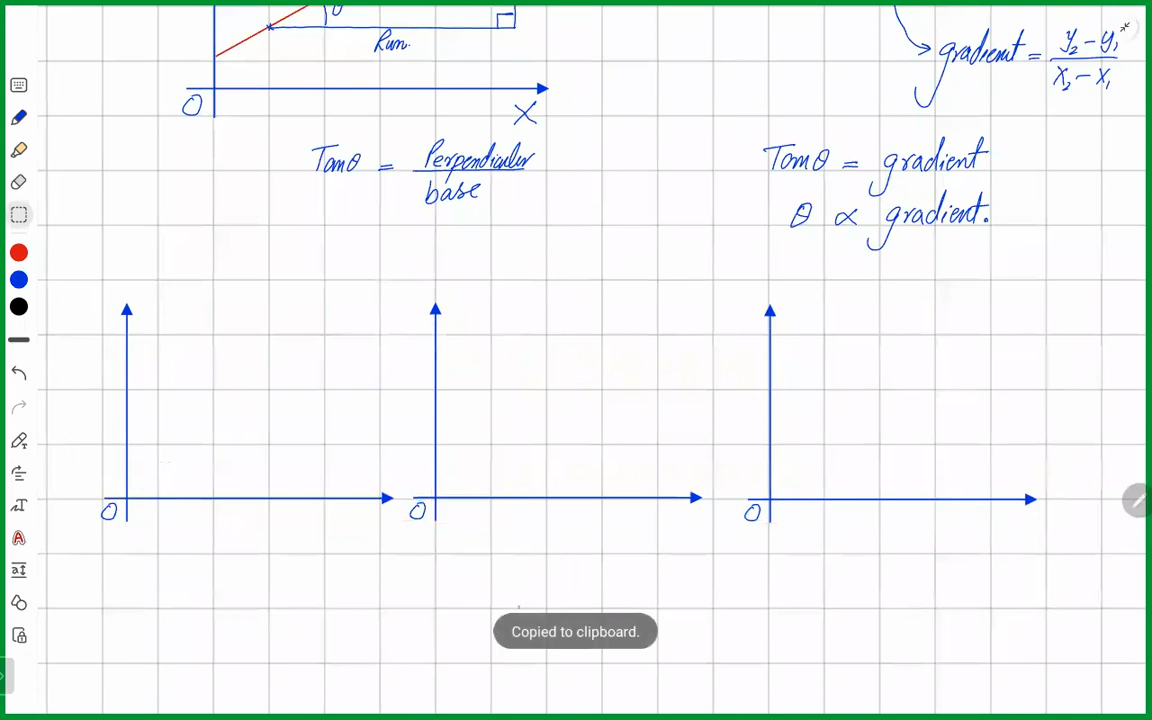 θ
Run.
gradient = y₂ – y₁ / x₂ – x₁
O
X
Tanθ = Perpendicular / base
Tanθ = gradient
θ ∝ gradient.
O
O
O
Copied to clipboard.